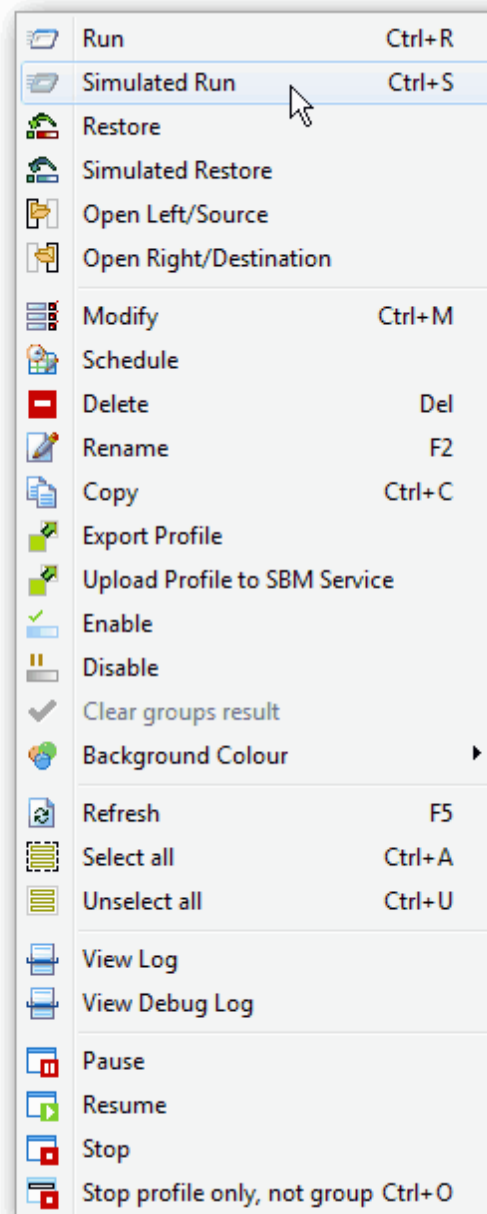 Run Ctrl+R
Simulated Run Ctrl+S
Restore
Simulated Restore
Open Left/Source
Open Right/Destination
Modify Ctrl+M
Schedule
Delete Del
Rename F2
Copy Ctrl+C
Export Profile
Upload Profile to SBM Service
Enable
Disable
Clear groups result
Background Colour
Refresh F5
Select all Ctrl+A
Unselect all Ctrl+U
View Log
View Debug Log
Pause
Resume
Stop
Stop profile only, not group Ctrl+O